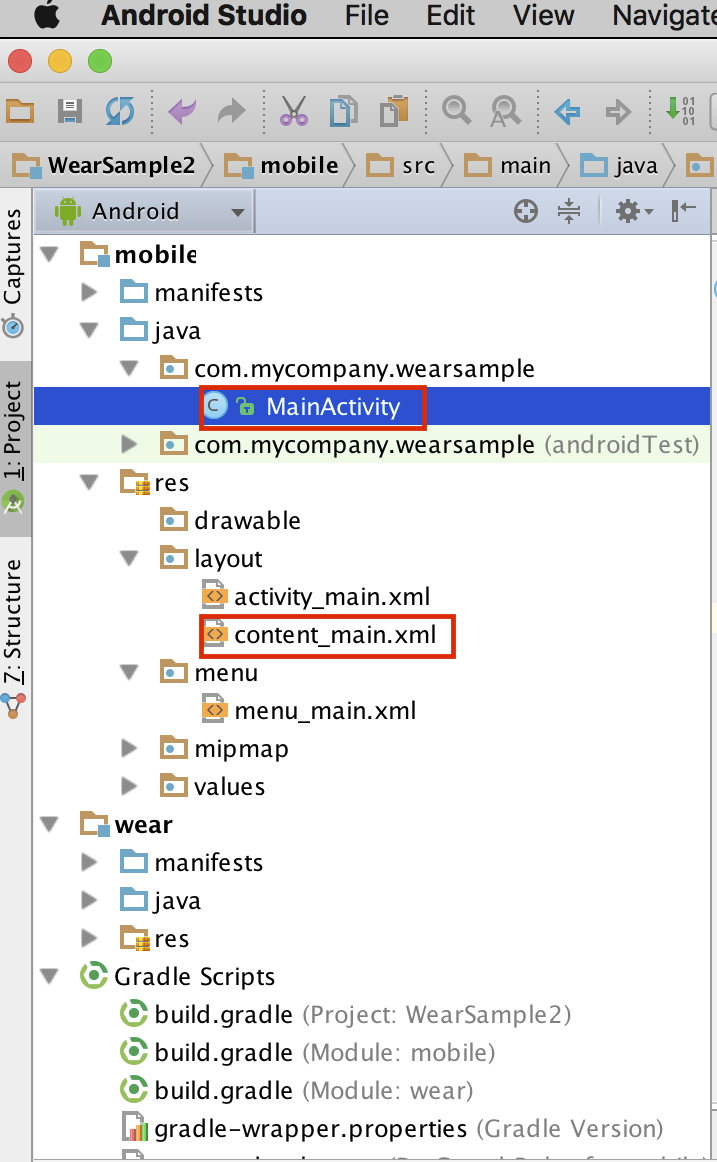 Android Studio File Edit View Navigate
WearSample2 mobile src main java
Android
Captures
1: Project
7: Structure
mobile
manifests
java
com.mycompany.wearsample
MainActivity
com.mycompany.wearsample (androidTest)
res
drawable
layout
activity_main.xml
content_main.xml
menu
menu_main.xml
mipmap
values
wear
manifests
java
res
Gradle Scripts
build.gradle (Project: WearSample2)
build.gradle (Module: mobile)
build.gradle (Module: wear)
gradle-wrapper.properties (Gradle Version)